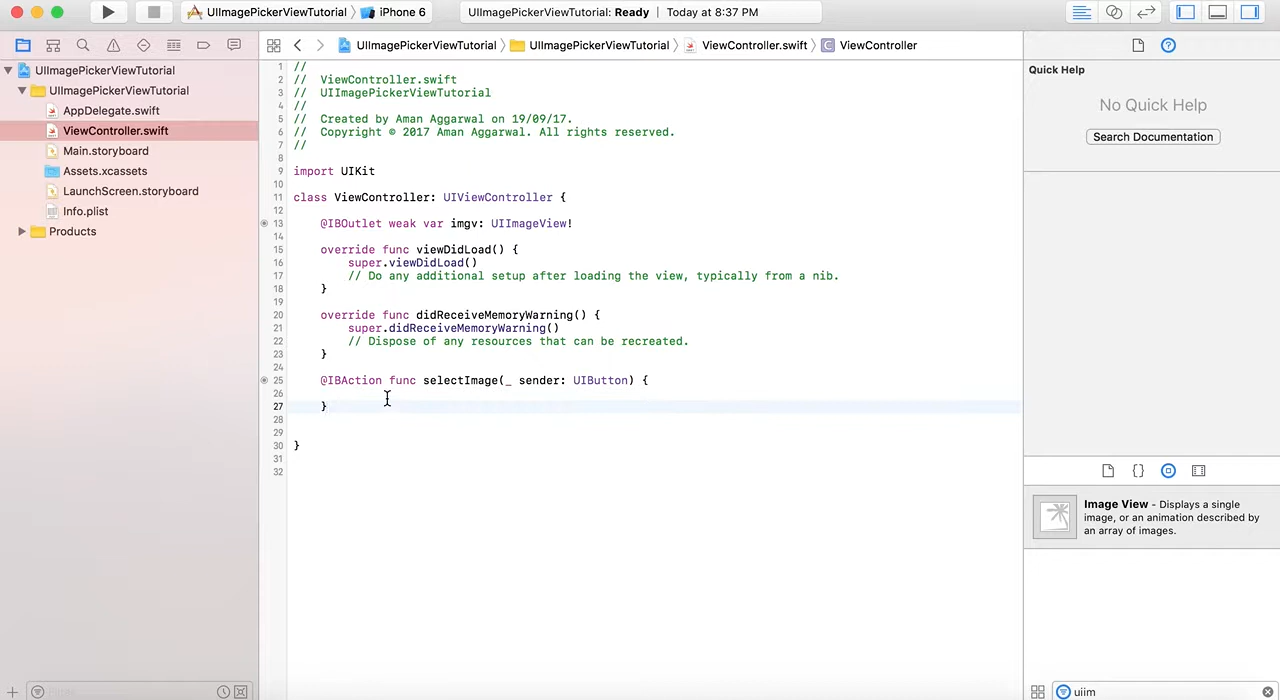 UIImagePickerViewTutorial 〉 iPhone 6
UIImagePickerViewTutorial: Ready | Today at 8:37 PM
UIImagePickerViewTutorial 〉 UIImagePickerViewTutorial 〉 ViewController.swift 〉 C ViewController
UIImagePickerViewTutorial
UIImagePickerViewTutorial
AppDelegate.swift
ViewController.swift
Main.storyboard
Assets.xcassets
LaunchScreen.storyboard
Info.plist
Products
1 //
2 // ViewController.swift
3 // UIImagePickerViewTutorial
4 //
5 // Created by Aman Aggarwal on 19/09/17.
6 // Copyright © 2017 Aman Aggarwal. All rights reserved.
7 //
8
9 import UIKit
10
11 class ViewController: UIViewController {
12
13 @IBOutlet weak var imgv: UIImageView!
14
15 override func viewDidLoad() {
16 super.viewDidLoad()
17 // Do any additional setup after loading the view, typically from a nib.
18 }
19
20 override func didReceiveMemoryWarning() {
21 super.didReceiveMemoryWarning()
22 // Dispose of any resources that can be recreated.
23 }
24
25 @IBAction func selectImage(_ sender: UIButton) {
26
27 }
28
29
30 }
31
32
Quick Help
No Quick Help
Search Documentation
Image View - Displays a single
image, or an animation described by
an array of images.
Filter
uiim